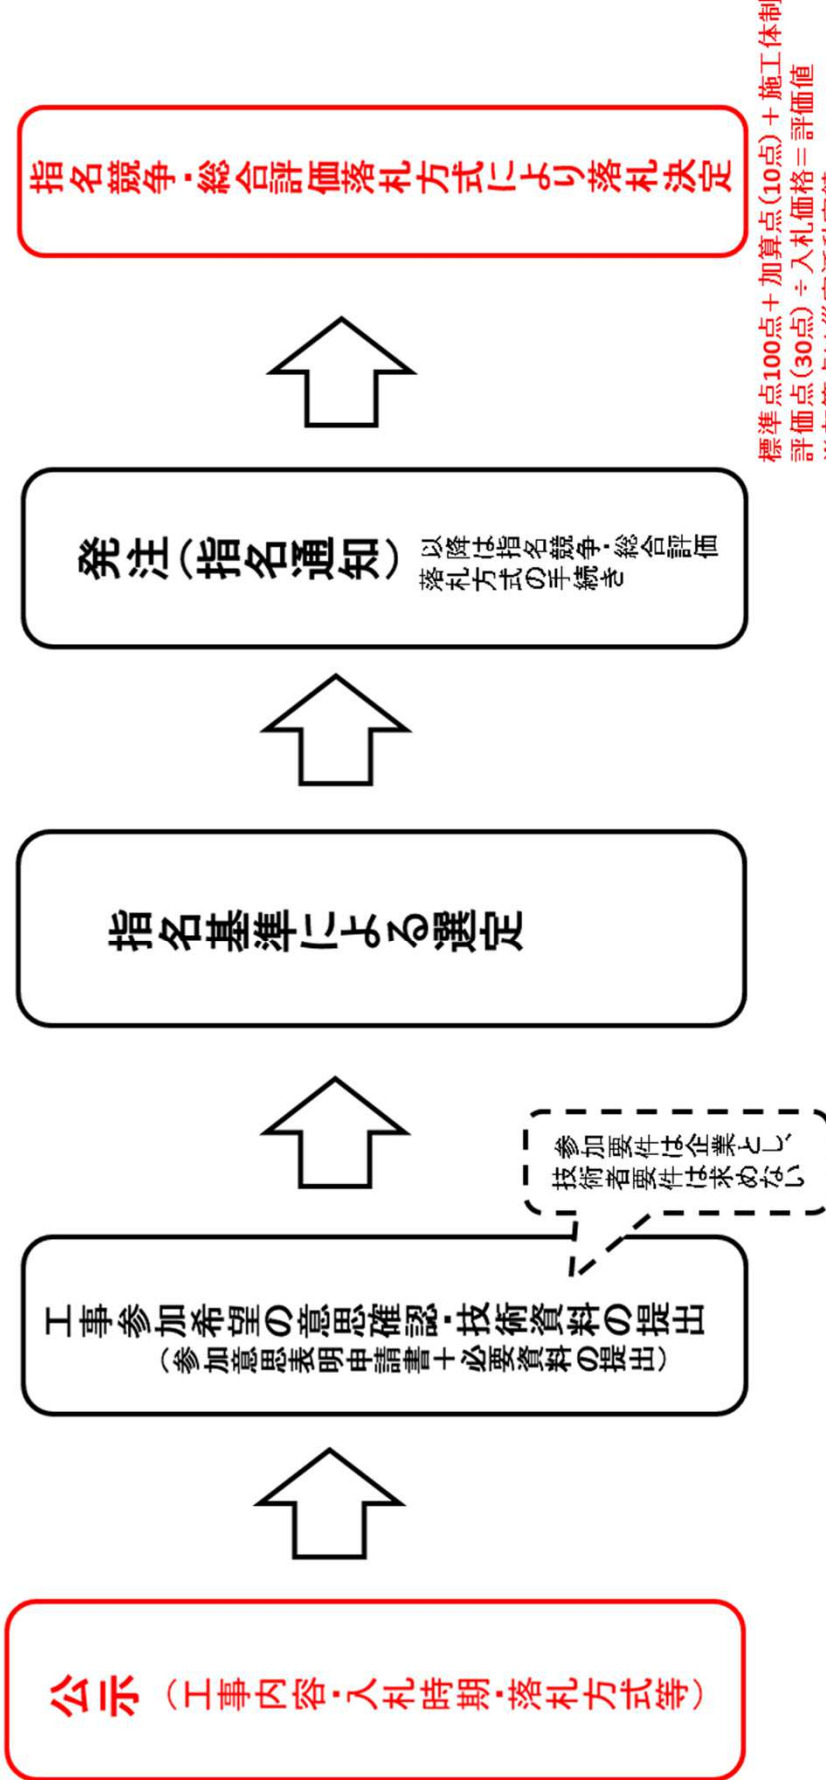 公示（工事内容・入札時期・落札方式等）
工事参加希望の意思確認・技術資料の提出
（参加意思表明申請書＋必要資料の提出）
参加要件は企業とし、
技術者要件は求めない
指名基準による選定
発注（指名通知）
以降は指名競争・総合評価
落札方式の手続き
指名競争・総合評価落札方式により落札決定
標準点100点＋加算点（10点）＋施工体制
評価点（30点）÷入札価格＝評価値